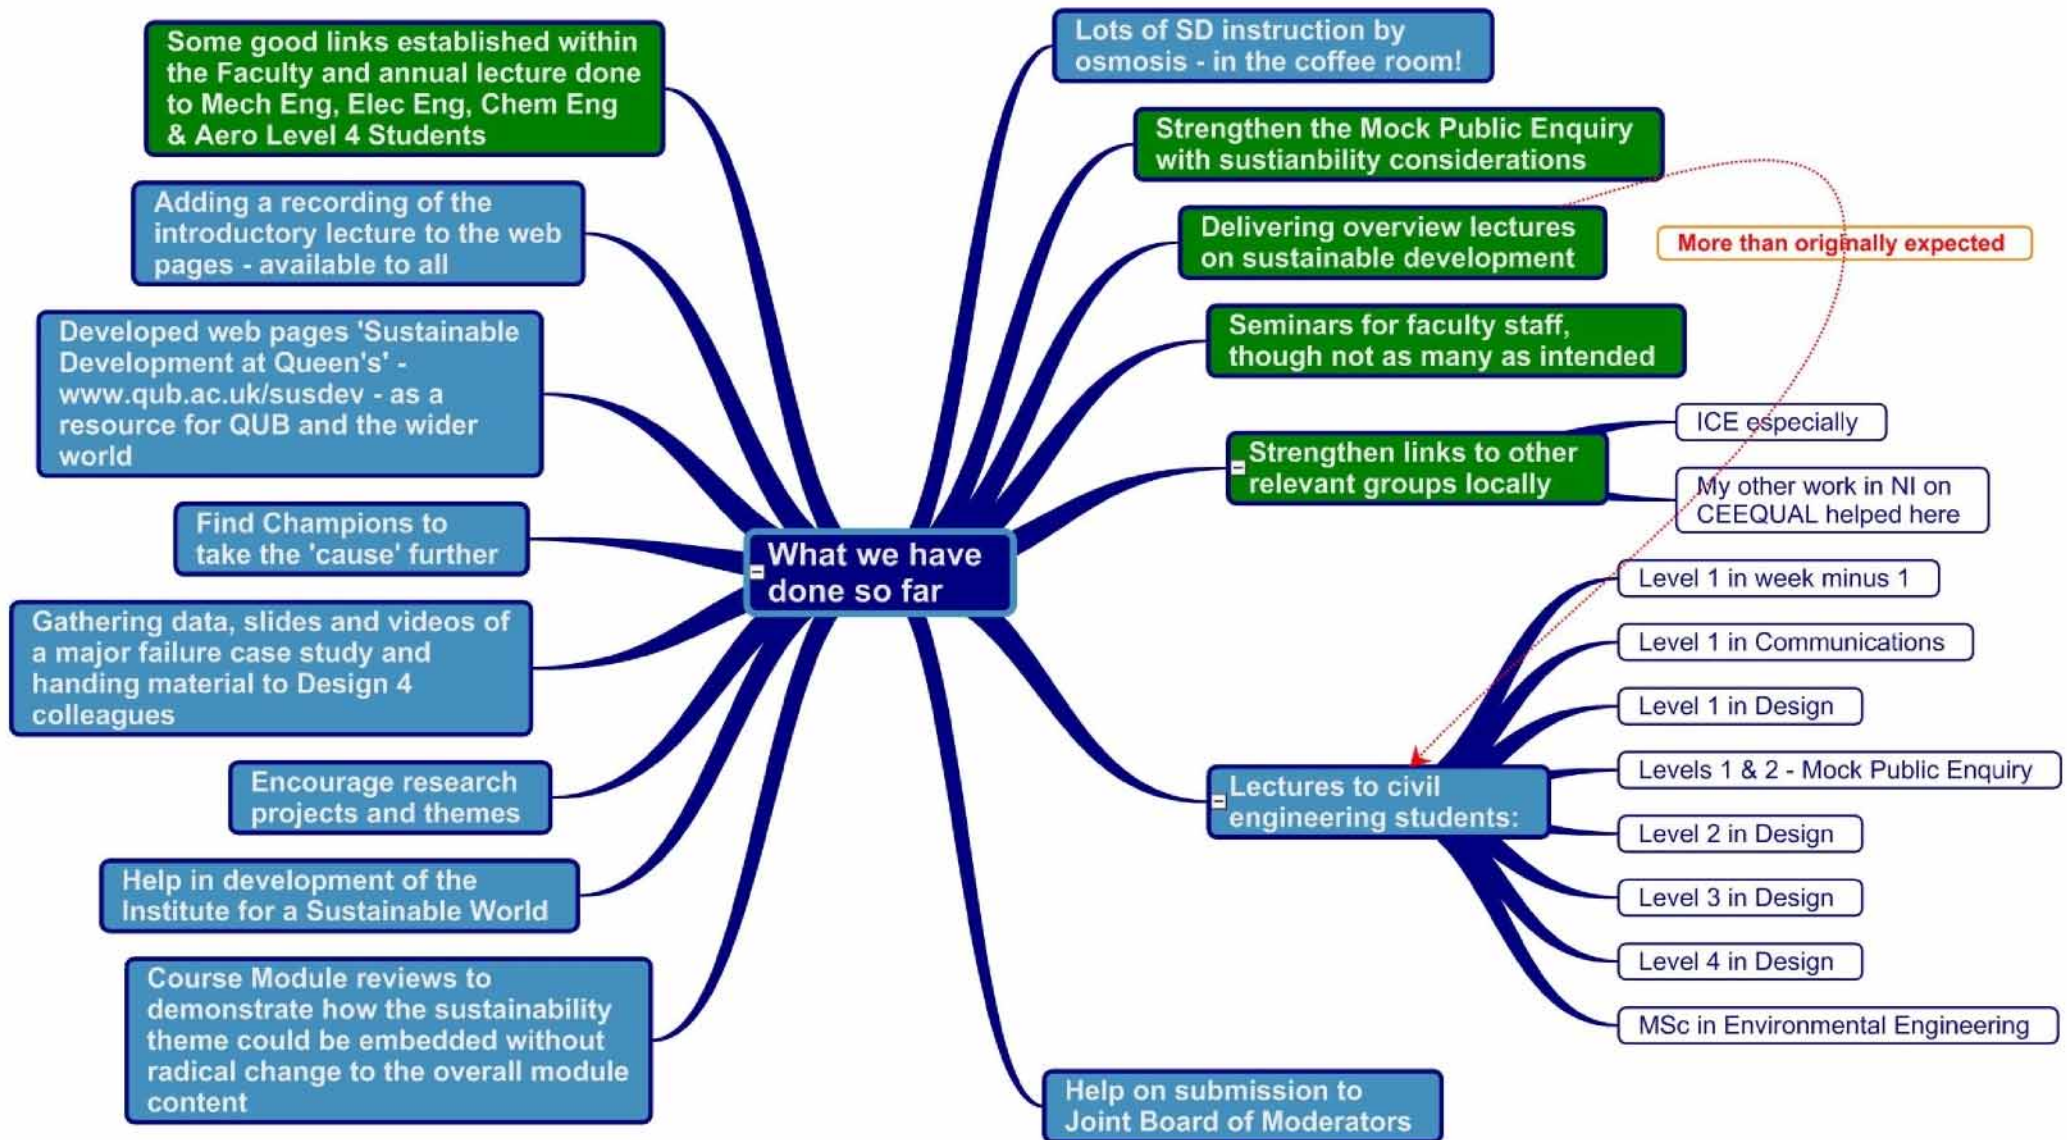 What we have
done so far
Lots of SD instruction by
osmosis - in the coffee room!
Strengthen the Mock Public Enquiry
with sustianbility considerations
Delivering overview lectures
on sustainable development
More than originally expected
Seminars for faculty staff,
though not as many as intended
Strengthen links to other
relevant groups locally
ICE especially
My other work in NI on
CEEQUAL helped here
Lectures to civil
engineering students:
Level 1 in week minus 1
Level 1 in Communications
Level 1 in Design
Levels 1 & 2 - Mock Public Enquiry
Level 2 in Design
Level 3 in Design
Level 4 in Design
MSc in Environmental Engineering
Help on submission to
Joint Board of Moderators
Some good links established within
the Faculty and annual lecture done
to Mech Eng, Elec Eng, Chem Eng
& Aero Level 4 Students
Adding a recording of the
introductory lecture to the web
pages - available to all
Developed web pages 'Sustainable
Development at Queen's' -
www.qub.ac.uk/susdev - as a
resource for QUB and the wider
world
Find Champions to
take the 'cause' further
Gathering data, slides and videos of
a major failure case study and
handing material to Design 4
colleagues
Encourage research
projects and themes
Help in development of the
Institute for a Sustainable World
Course Module reviews to
demonstrate how the sustainability
theme could be embedded without
radical change to the overall module
content